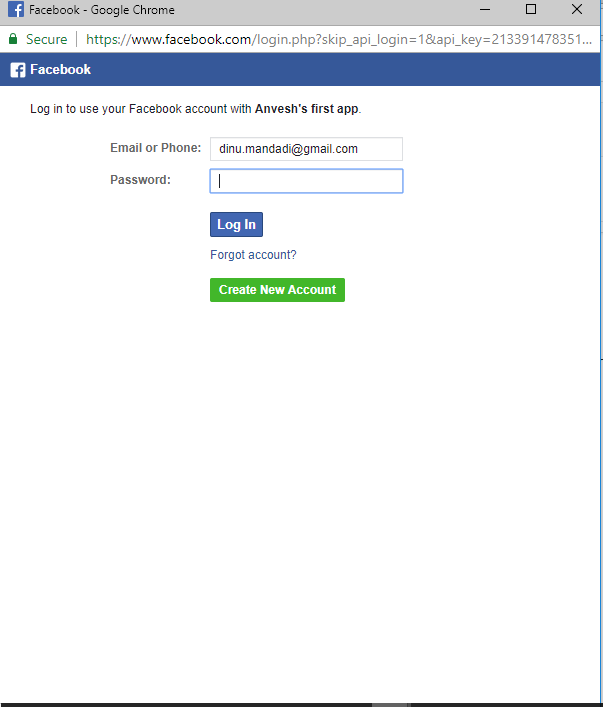 Facebook - Google Chrome
Secure https://www.facebook.com/login.php?skip_api_login=1&api_key=213391478351...
Facebook
Log in to use your Facebook account with Anvesh's first app.
Email or Phone: dinu.mandadi@gmail.com
Password:
Log In
Forgot account?
Create New Account